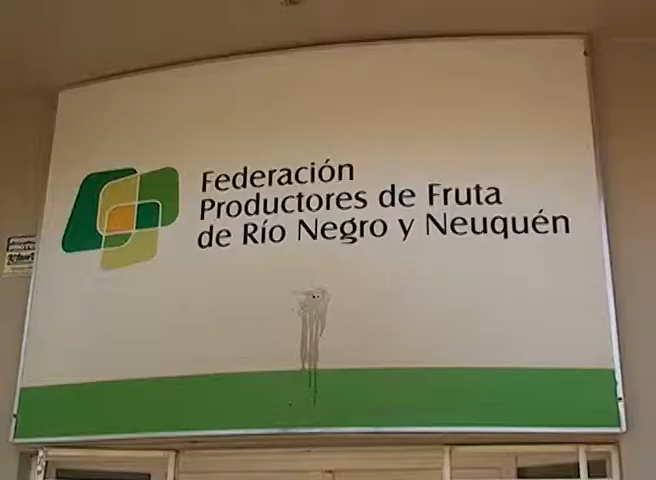 Federación
Productores de Fruta
de Río Negro y Neuquén